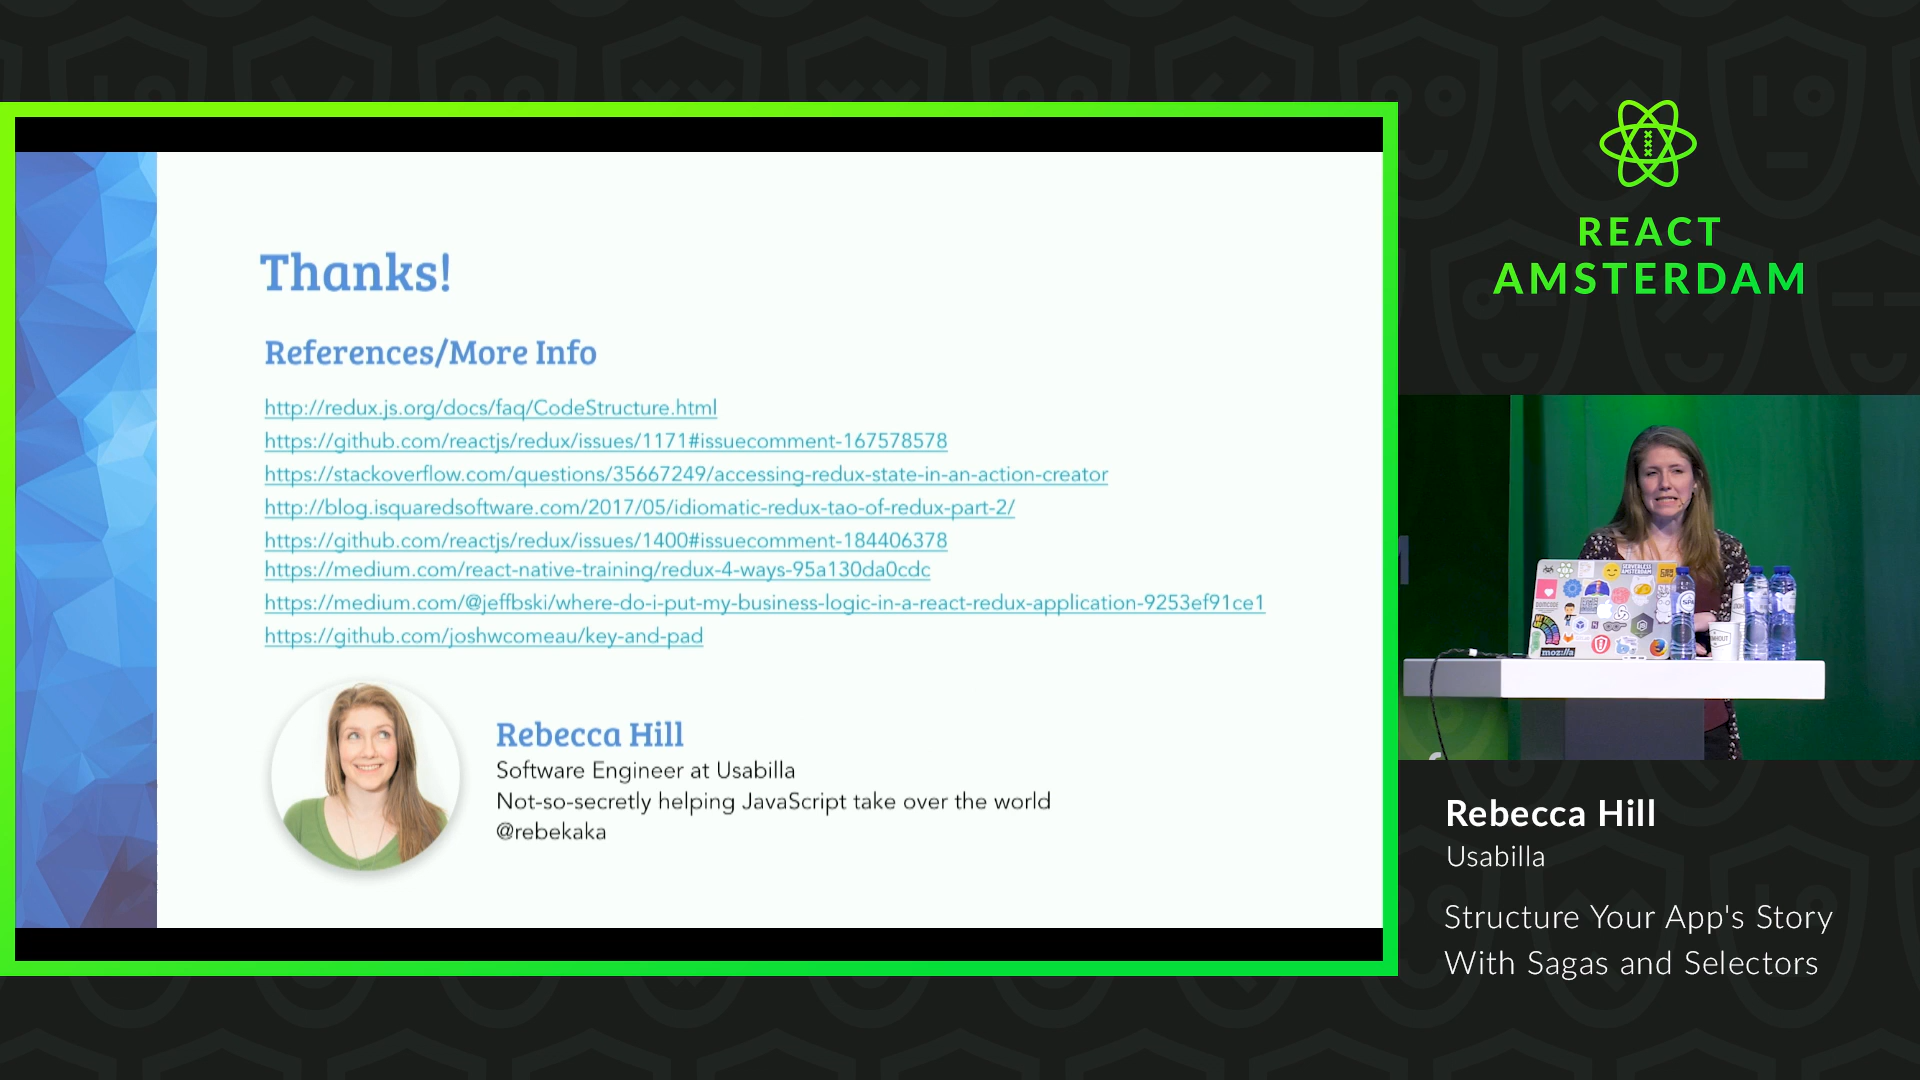 Thanks!
References/More Info
http://redux.js.org/docs/faq/CodeStructure.html
https://github.com/reactjs/redux/issues/1171#issuecomment-167578578
https://stackoverflow.com/questions/35667249/accessing-redux-state-in-an-action-creator
http://blog.isquaredsoftware.com/2017/05/idiomatic-redux-tao-of-redux-part-2/
https://github.com/reactjs/redux/issues/1400#issuecomment-184406378
https://medium.com/react-native-training/redux-4-ways-95a130da0cdc
https://medium.com/@jeffbski/where-do-i-put-my-business-logic-in-a-react-redux-application-9253ef91ce1
https://github.com/joshwcomeau/key-and-pad
Rebecca Hill
Software Engineer at Usabilla
Not-so-secretly helping JavaScript take over the world
@rebekaka
REACT
AMSTERDAM
SERVERLESS
AMSTERDAM
moz://a
Rebecca Hill
Usabilla
Structure Your App's Story
With Sagas and Selectors